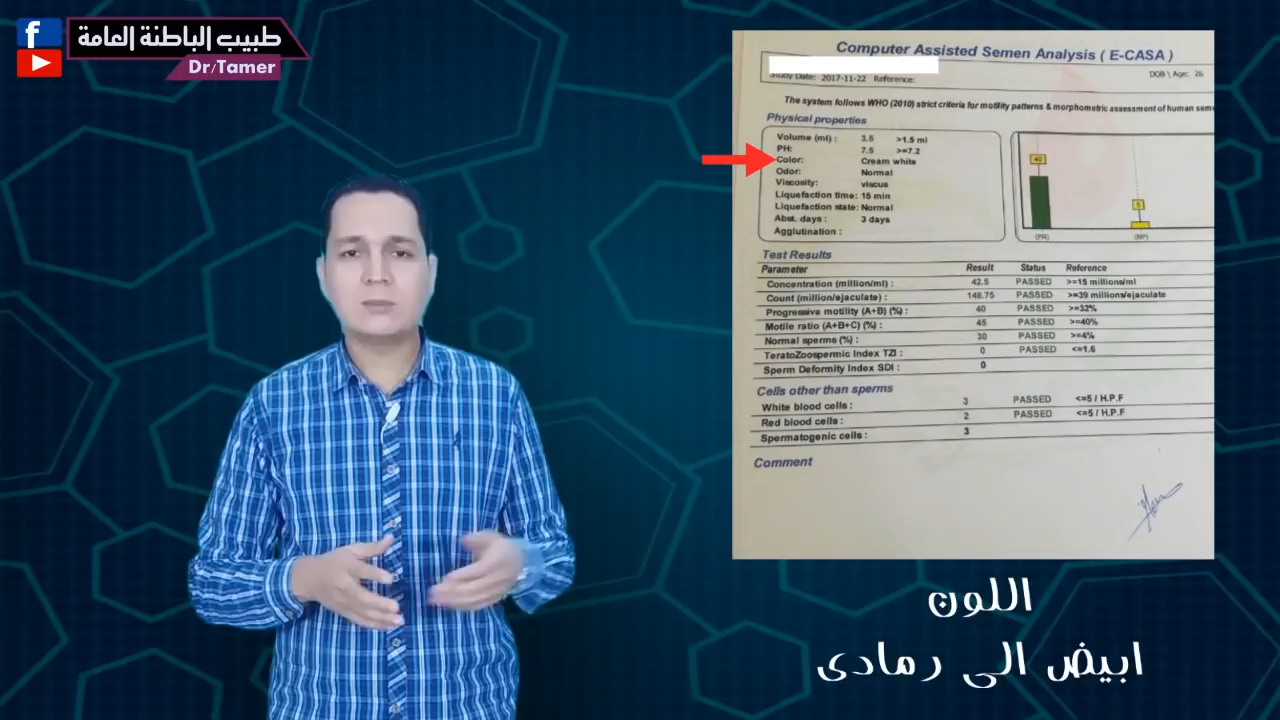 f طبيب الباطنة العامة
Dr/Tamer
Computer Assisted Semen Analysis ( E-CASA )
Study Date: 2017-11-22 Reference:
DOB \ Age: 26
The system follows WHO (2010) strict criteria for motility patterns & morphometric assessment of human
Physical properties
Volume (ml) : 3.5 >1.5 ml
PH: 7.5 >=7.2
Color: Cream white
Odor: Normal
Viscosity: viscus
Liquefaction time: 15 min
Liquefaction state: Normal
Abst. days : 3 days
Agglutination :
40
5
(PR) (NP)
Test Results
Parameter Result Status Reference
Concentration (million/ml) : 42.5 PASSED >=15 millions/ml
Count (million/ejaculate) : 148.75 PASSED >=39 millions/ejaculate
Progressive motility (A+B) (%) : 40 PASSED >=32%
Motile ratio (A+B+C) (%) : 45 PASSED >=40%
Normal sperms (%) : 30 PASSED >=4%
TeratoZoospermic Index TZI : 0 PASSED <=1.6
Sperm Deformity Index SDI : 0
Cells other than sperms
White blood cells : 3 PASSED <=5 / H.P.F
Red blood cells : 2 PASSED <=5 / H.P.F
Spermatogenic cells : 3
Comment
اللون
ابيض الى رمادى